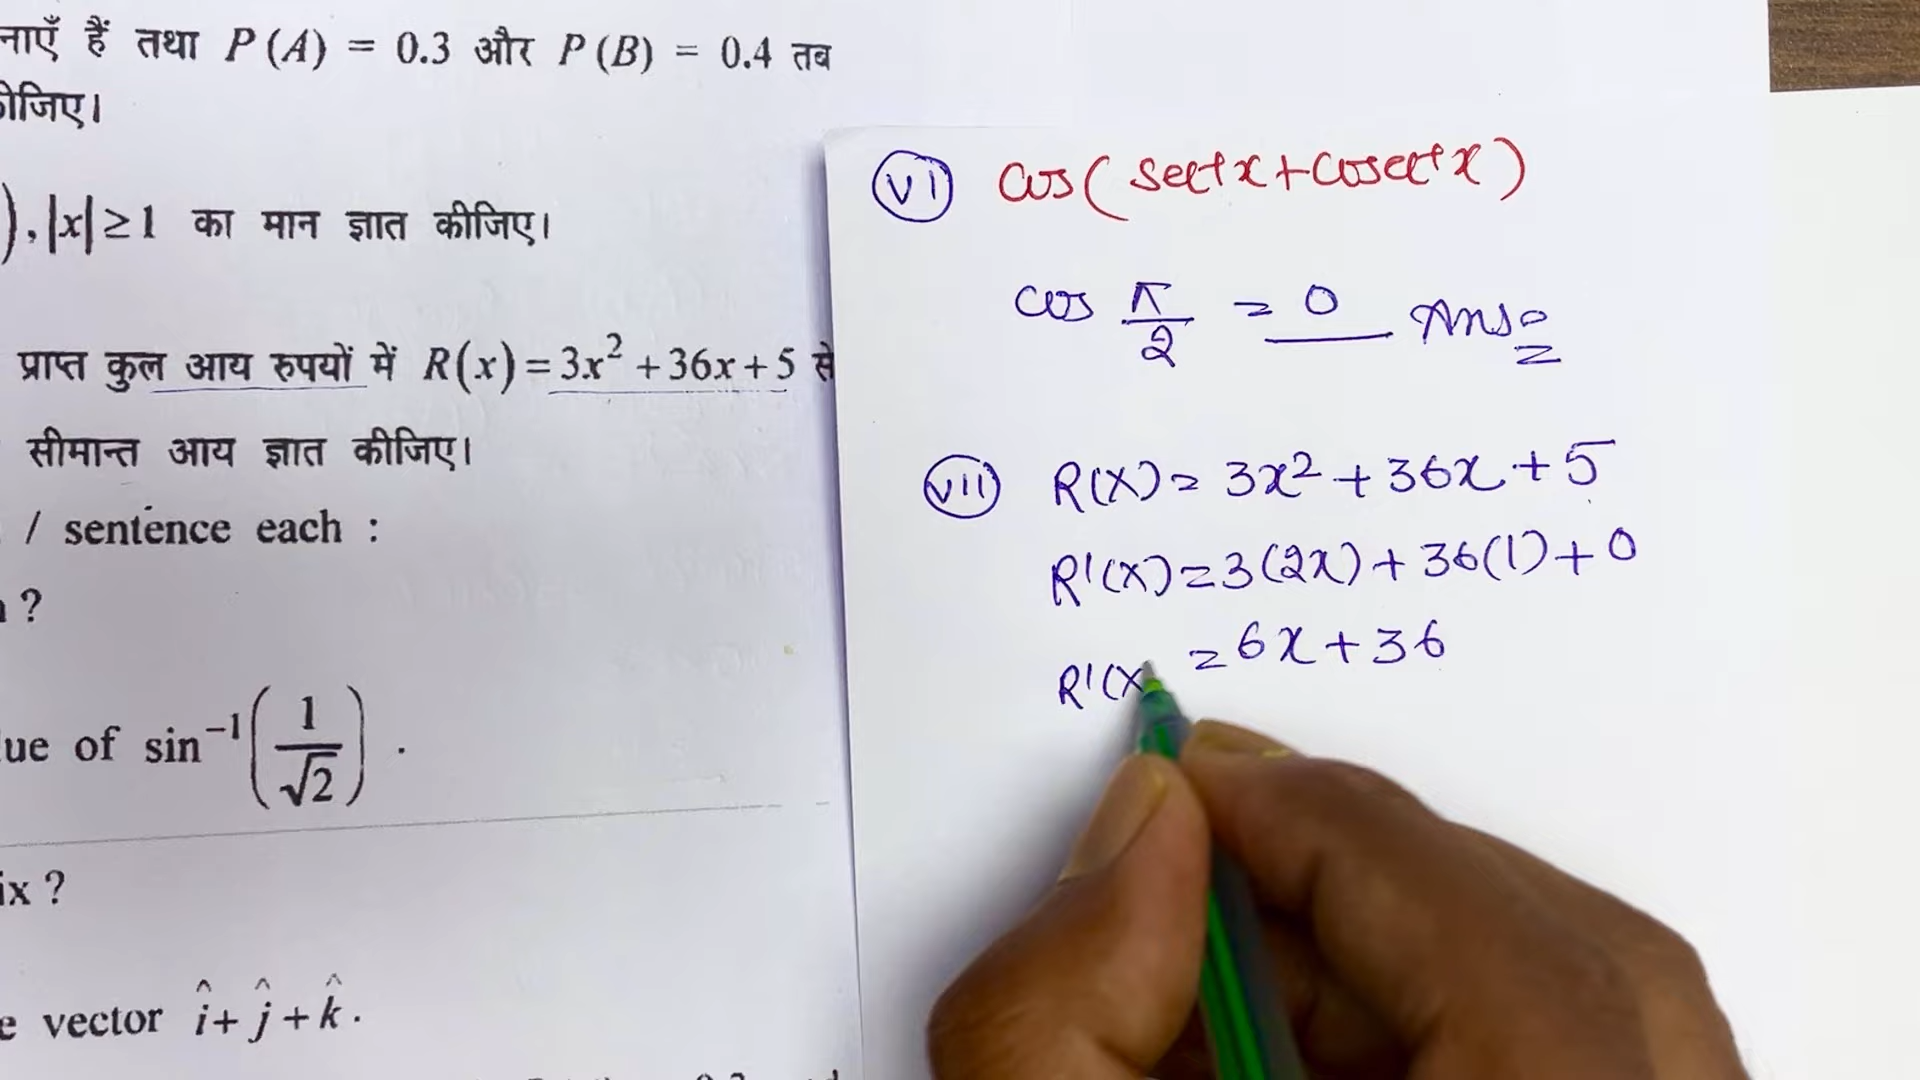 नाएँ हैं तथा P(A) = 0.3 और P(B) = 0.4 तब
कीजिए।
), |x| ≥ 1 का मान ज्ञात कीजिए।
प्राप्त कुल आय रुपयों में R(x) = 3x² + 36x + 5 से
सीमान्त आय ज्ञात कीजिए।
/ sentence each :
?
ue of sin⁻¹(1/√2) .
ix ?
e vector î + ĵ + k̂ .
VI cos(sec⁻¹x + cosec⁻¹x)
cos π/2 = 0 Ans
VII R(x) = 3x² + 36x + 5
R'(x) = 3(2x) + 36(1) + 0
= 6x + 36
R'(x